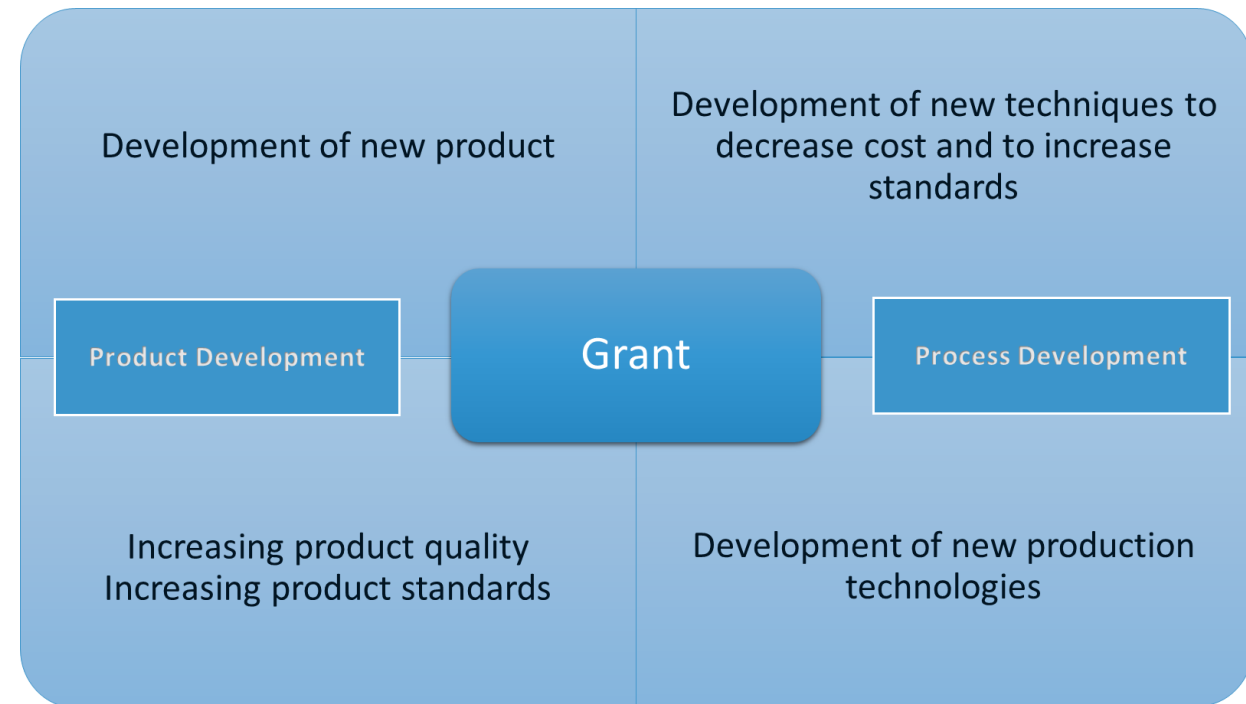 Development of new product
Development of new techniques to
decrease cost and to increase
standards
Product Development
Grant
Process Development
Increasing product quality
Increasing product standards
Development of new production
technologies